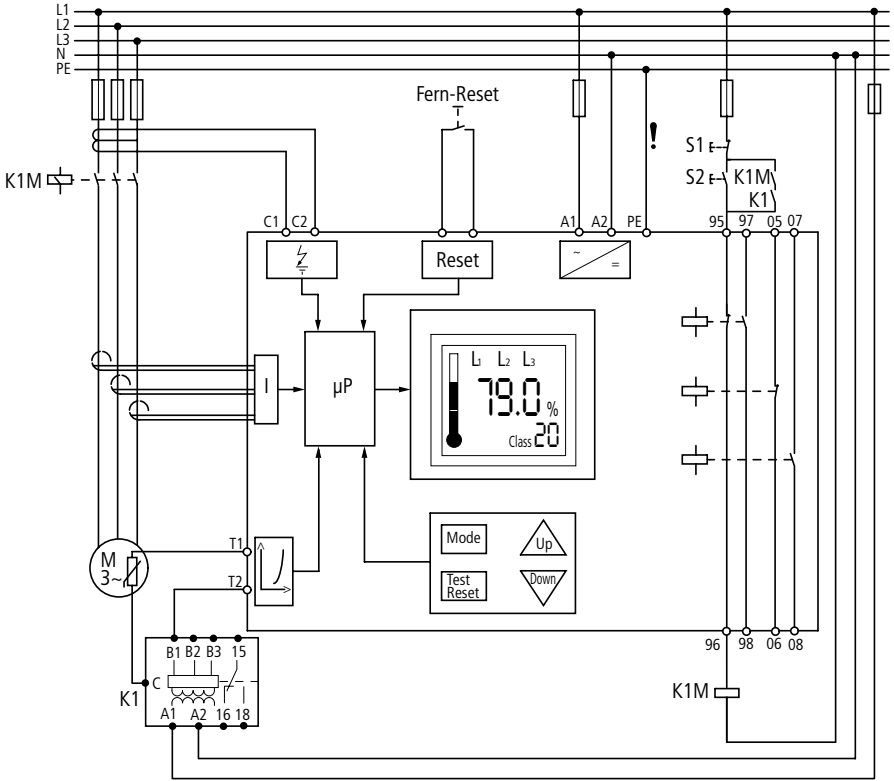 L1
L2
L3
N
PE
Fern-Reset
!
S1
S2
K1M
K1
K1M
C1 C2
A1 A2 PE
95 97 05 07
Reset
~
=
I
µP
L1 L2 L3
79.0 %
Class 20
T1
T2
M
3~
Mode
Up
Test
Reset
Down
96 98 06 08
B1 B2 B3 15
C
K1
A1 A2 16 18
K1M